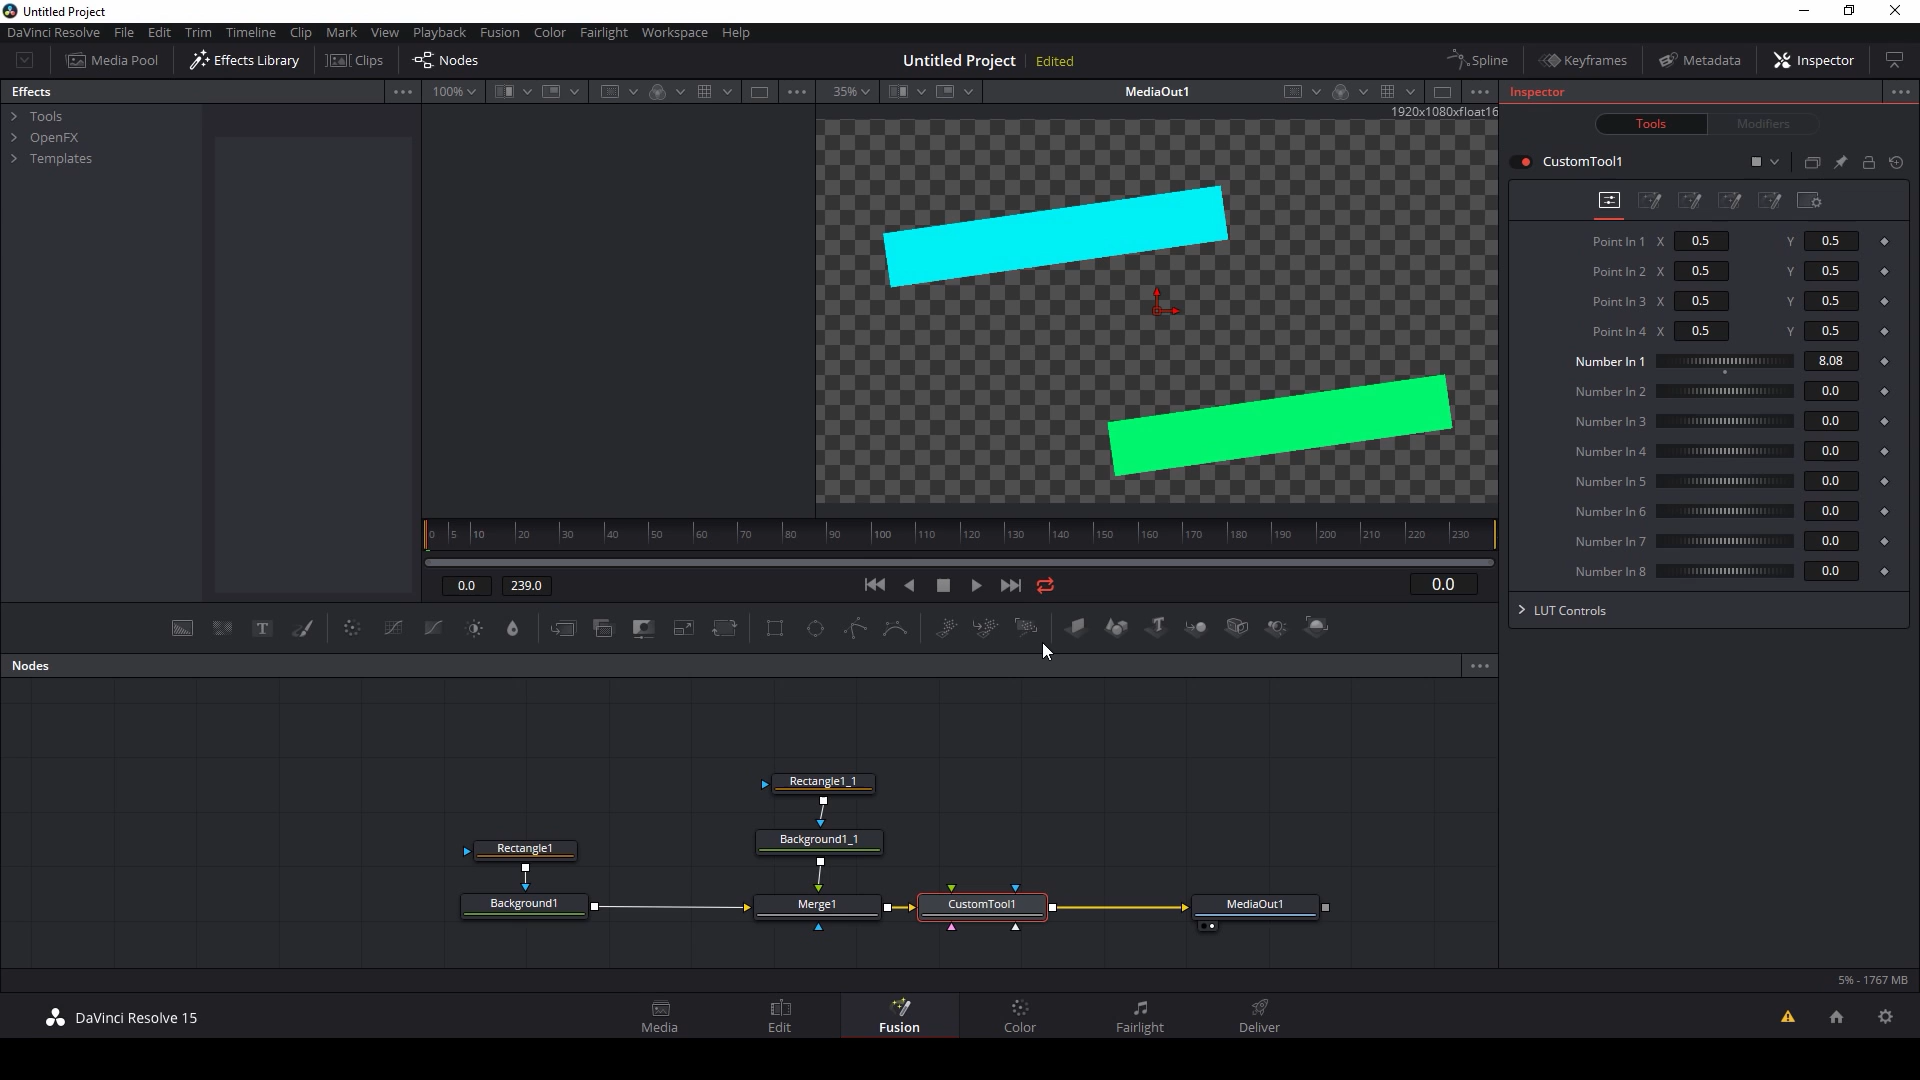 Untitled Project
DaVinci Resolve File Edit Trim Timeline Clip Mark View Playback Fusion Color Fairlight Workspace Help
Media Pool Effects Library Clips Nodes Untitled Project Edited Spline Keyframes Metadata Inspector
Effects 100% 35% MediaOut1 Inspector
1920x1080xfloat16
Tools
OpenFX
Templates
Tools Modifiers
CustomTool1
Point In 1 X 0.5 Y 0.5
Point In 2 X 0.5 Y 0.5
Point In 3 X 0.5 Y 0.5
Point In 4 X 0.5 Y 0.5
Number In 1 8.08
Number In 2 0.0
Number In 3 0.0
Number In 4 0.0
Number In 5 0.0
Number In 6 0.0
Number In 7 0.0
Number In 8 0.0
LUT Controls
0 5 10 20 30 40 50 60 70 80 90 100 110 120 130 140 150 160 170 180 190 200 210 220 230
0.0 239.0 0.0
T
Nodes
Rectangle1_1
Background1_1
Rectangle1
Background1 Merge1 CustomTool1 MediaOut1
5% - 1767 MB
DaVinci Resolve 15 Media Edit Fusion Color Fairlight Deliver